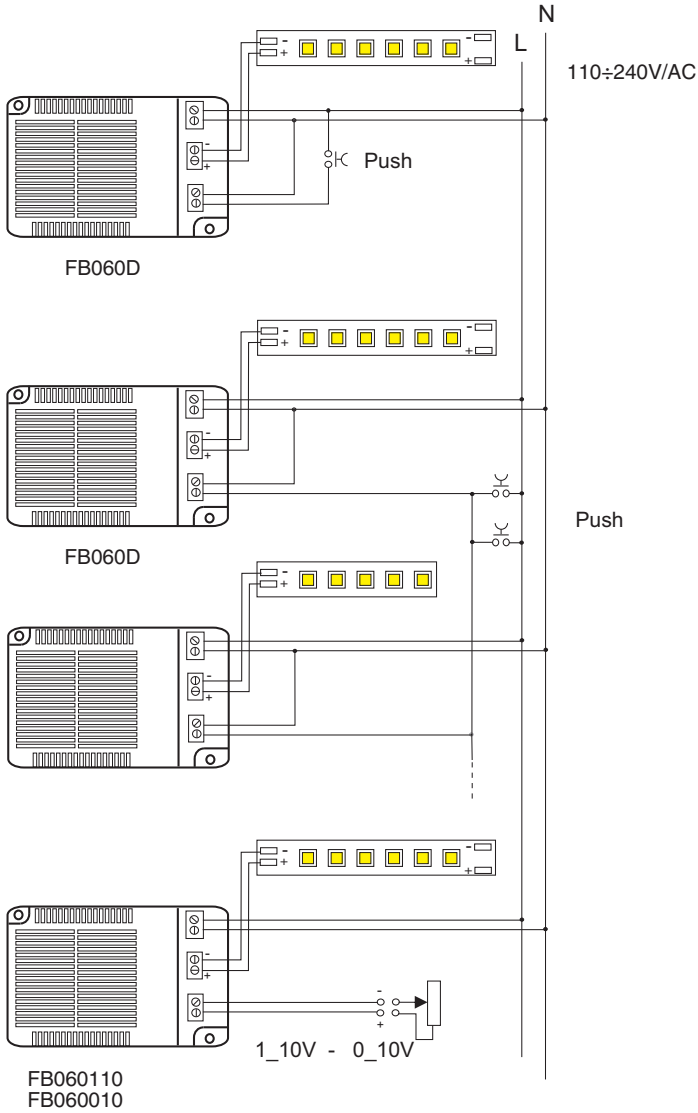 N
L
110÷240V/AC
- -
+ +
-
+
Push
FB060D
- -
+ +
-
+
Push
FB060D
-
+
-
+
- -
+ +
-
+
-
+
1_10V - 0_10V
FB060110
FB060010